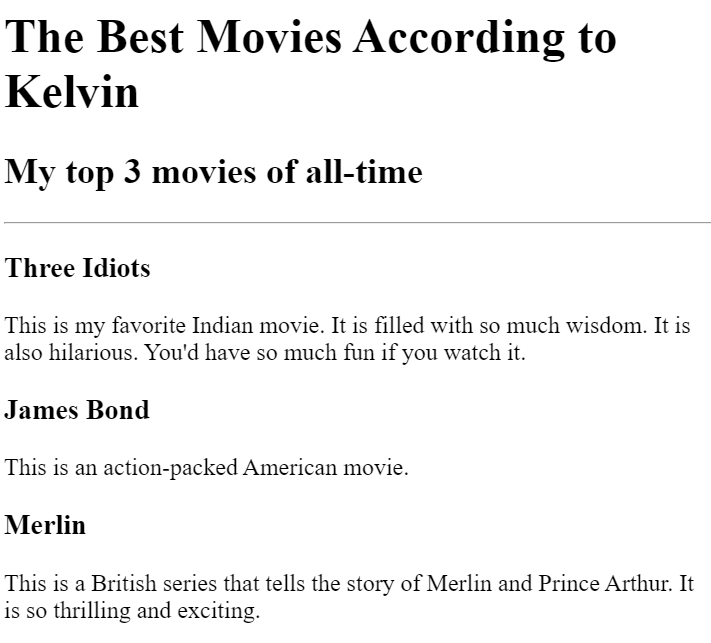 The Best Movies According to
Kelvin
My top 3 movies of all-time
Three Idiots
This is my favorite Indian movie. It is filled with so much wisdom. It is
also hilarious. You'd have so much fun if you watch it.
James Bond
This is an action-packed American movie.
Merlin
This is a British series that tells the story of Merlin and Prince Arthur. It
is so thrilling and exciting.